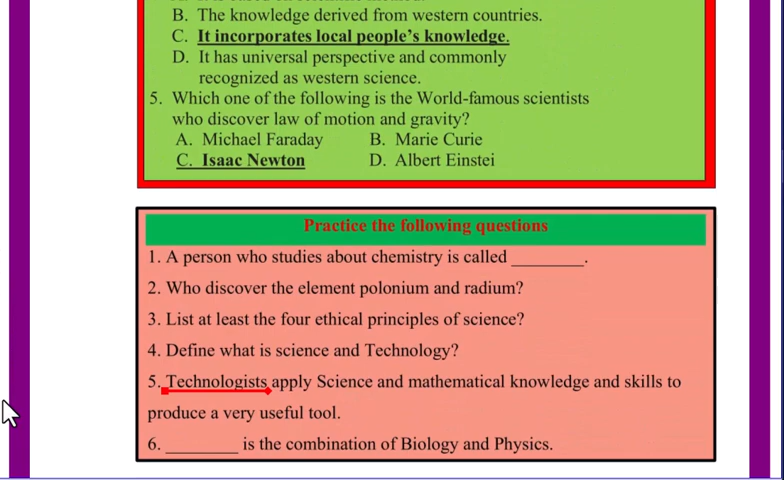 B. The knowledge derived from western countries.
C. It incorporates local people's knowledge.
D. It has universal perspective and commonly
recognized as western science.
5. Which one of the following is the World-famous scientists
who discover law of motion and gravity?
A. Michael Faraday B. Marie Curie
C. Isaac Newton D. Albert Einstei
Practice the following questions
1. A person who studies about chemistry is called ________.
2. Who discover the element polonium and radium?
3. List at least the four ethical principles of science?
4. Define what is science and Technology?
5. Technologists apply Science and mathematical knowledge and skills to
produce a very useful tool.
6. ________ is the combination of Biology and Physics.